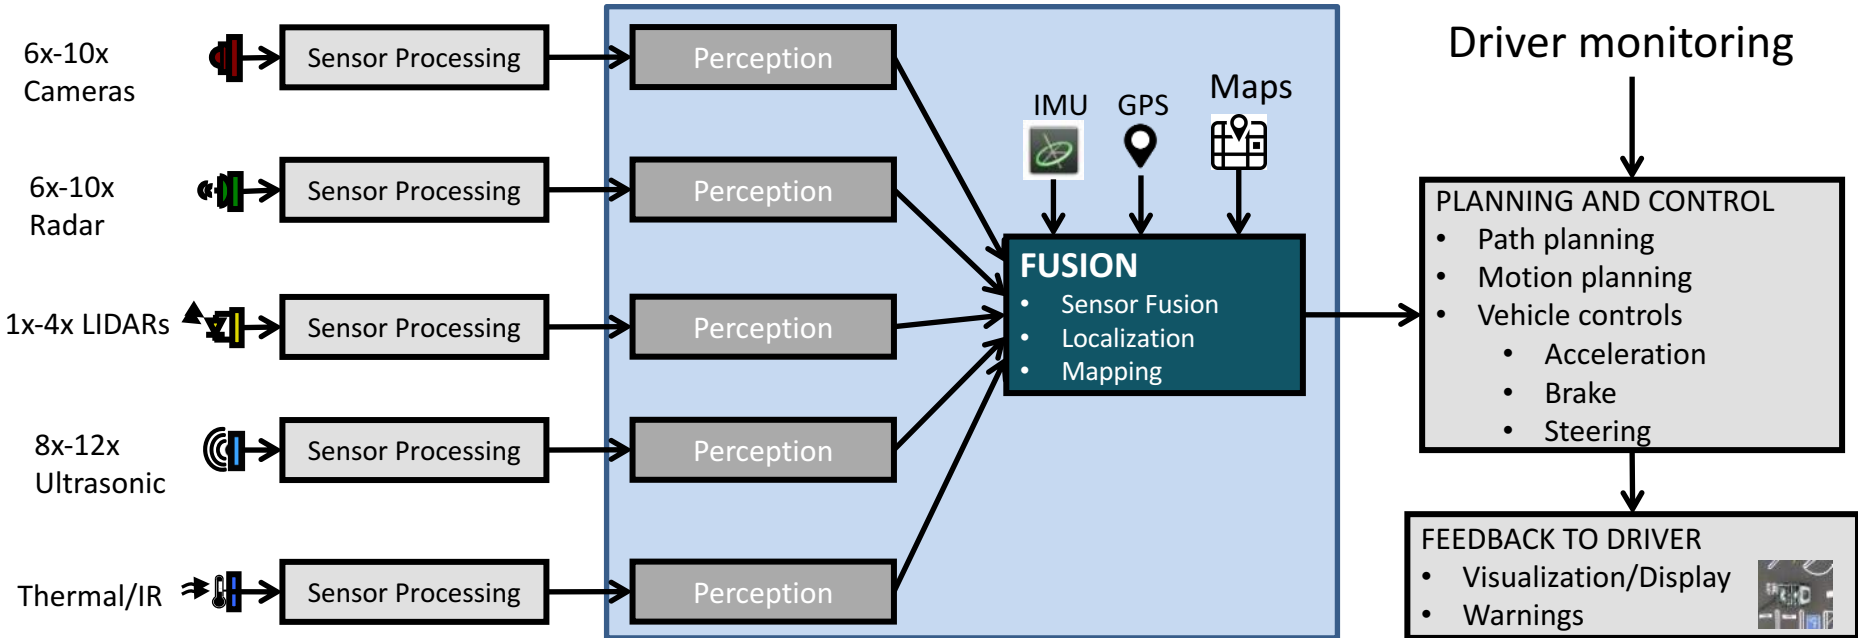 6x-10x
Cameras
Sensor Processing
Perception
6x-10x
Radar
Sensor Processing
Perception
1x-4x LIDARs
Sensor Processing
Perception
8x-12x
Ultrasonic
Sensor Processing
Perception
Thermal/IR
Sensor Processing
Perception
IMU
GPS
Maps
FUSION
• Sensor Fusion
• Localization
• Mapping
Driver monitoring
PLANNING AND CONTROL
• Path planning
• Motion planning
• Vehicle controls
• Acceleration
• Brake
• Steering
FEEDBACK TO DRIVER
• Visualization/Display
• Warnings